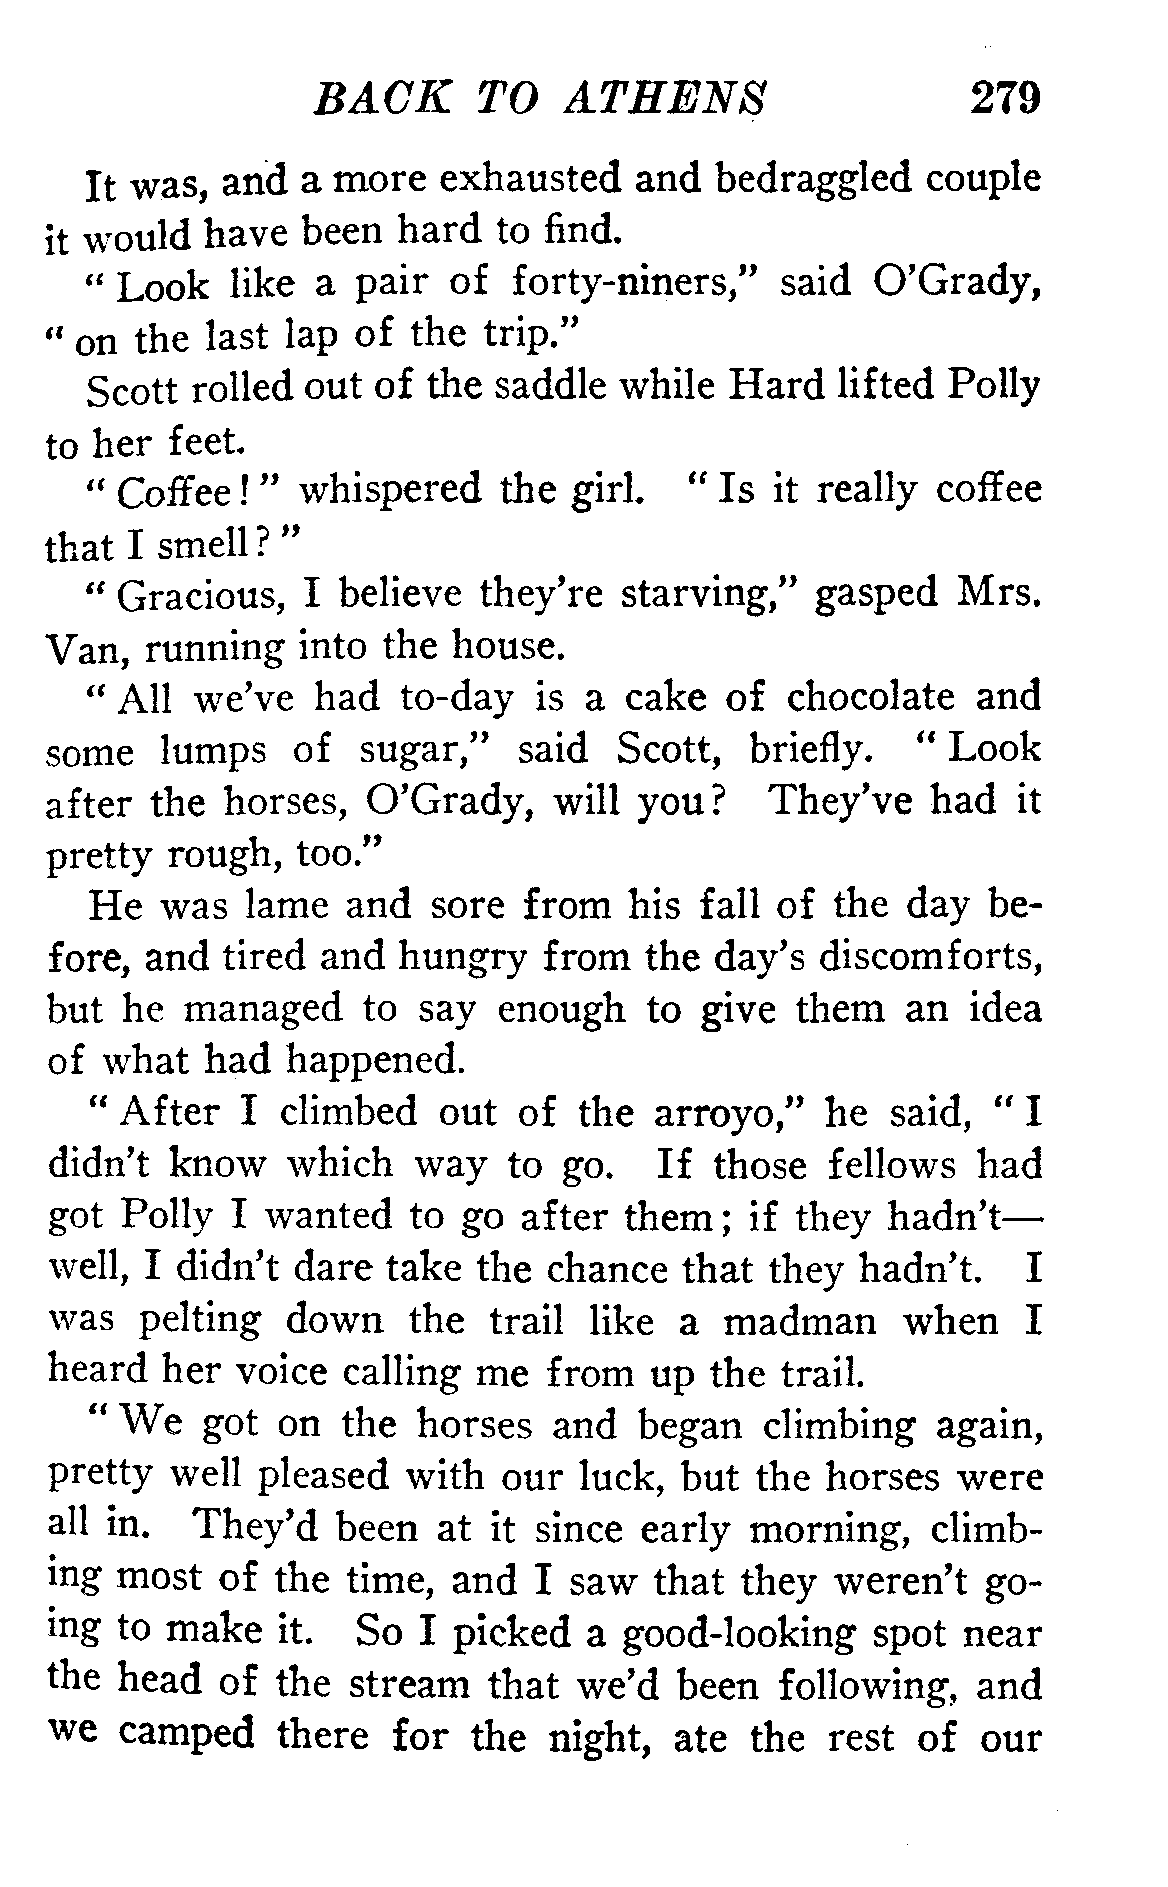 BACK TO ATHENS 279
It was, and a more exhausted and bedraggled couple
it would have been hard to find.
“ Look like a pair of forty-niners,” said O’Grady,
“ on the last lap of the trip.”
Scott rolled out of the saddle while Hard lifted Polly
to her feet.
“ Coffee ! ” whispered the girl. “ Is it really coffee
that I smell ? ”
“ Gracious, I believe they’re starving,” gasped Mrs.
Van, running into the house.
“ All we’ve had to-day is a cake of chocolate and
some lumps of sugar,” said Scott, briefly. “ Look
after the horses, O’Grady, will you? They’ve had it
pretty rough, too.”
He was lame and sore from his fall of the day be-
fore, and tired and hungry from the day’s discomforts,
but he managed to say enough to give them an idea
of what had happened.
“ After I climbed out of the arroyo,” he said, “ I
didn’t know which way to go. If those fellows had
got Polly I wanted to go after them ; if they hadn’t—
well, I didn’t dare take the chance that they hadn’t. I
was pelting down the trail like a madman when I
heard her voice calling me from up the trail.
“ We got on the horses and began climbing again,
pretty well pleased with our luck, but the horses were
all in. They’d been at it since early morning, climb-
ing most of the time, and I saw that they weren’t go-
ing to make it. So I picked a good-looking spot near
the head of the stream that we’d been following, and
we camped there for the night, ate the rest of our